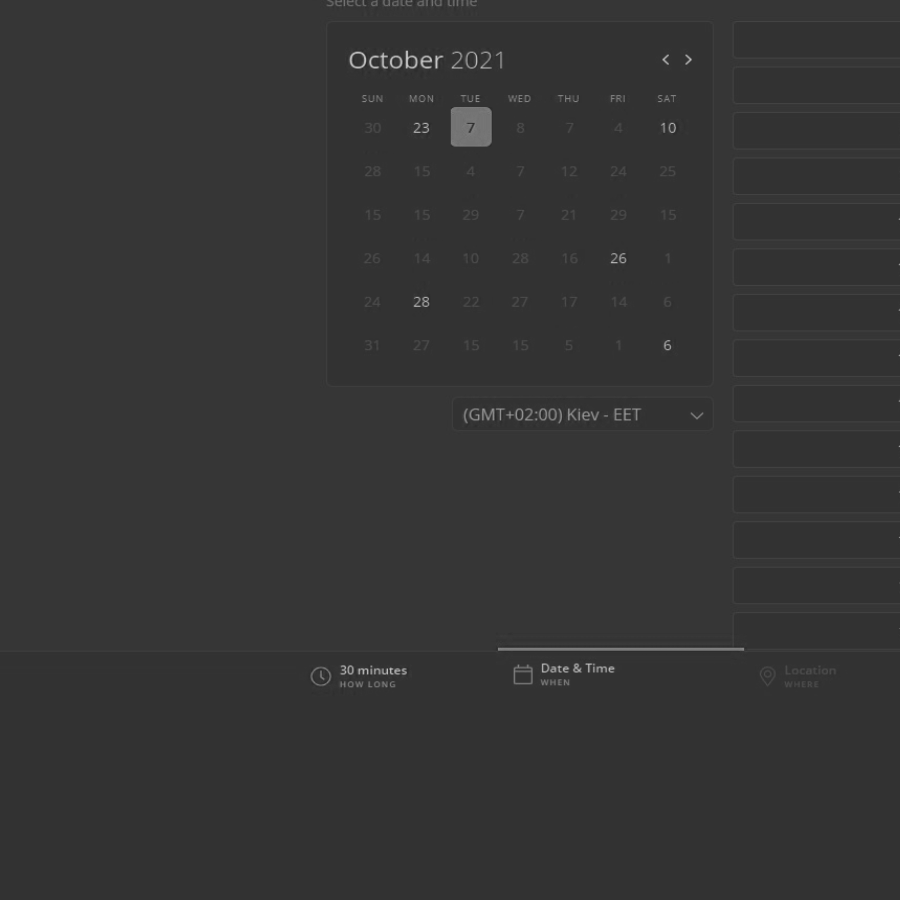 Select a date and time
October 2021
SUN MON TUE WED THU FRI SAT
30 23 7 8 7 4 10
28 15 4 7 12 24 25
15 15 29 7 21 29 15
26 14 10 28 16 26 1
24 28 22 27 17 14 6
31 27 15 15 5 1 6
(GMT+02:00) Kiev - EET
30 minutes
HOW LONG
Date & Time
WHEN
Location
WHERE